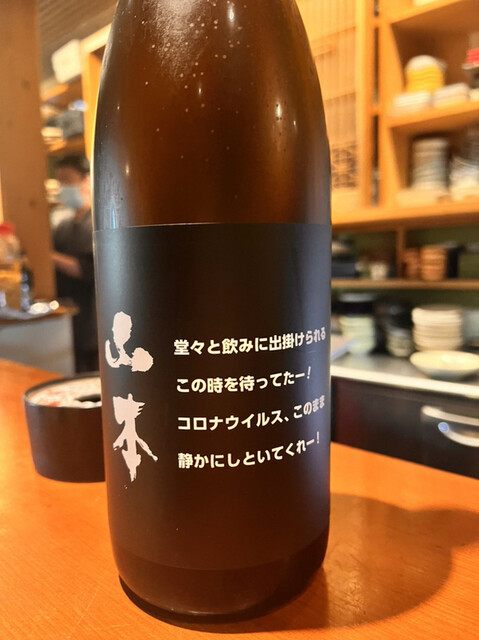 山本
堂々と飲みに出掛けられる
この時を待ってたー!
コロナウイルス、このまま
静かにしといてくれー!